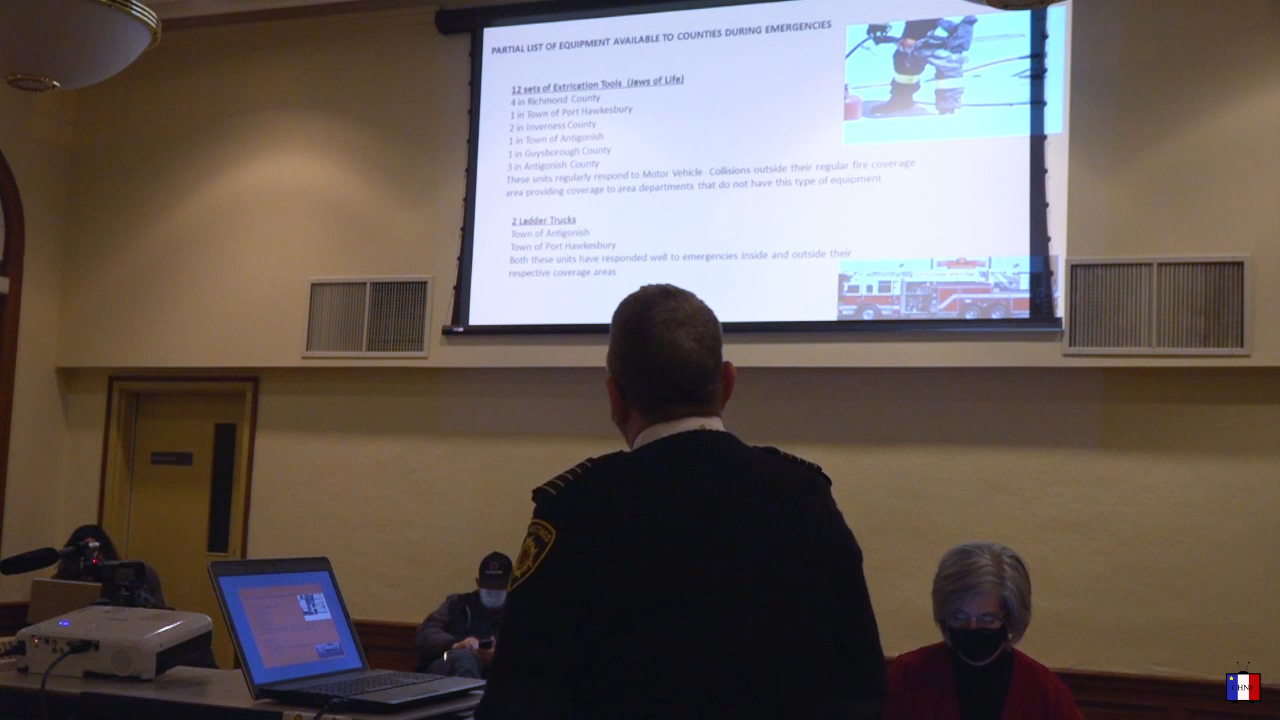 PARTIAL LIST OF EQUIPMENT AVAILABLE TO COUNTIES DURING EMERGENCIES
12 sets of Extrication Tools (Jaws of Life)
4 in Richmond County
1 in Town of Port Hawkesbury
2 in Inverness County
1 in Town of Antigonish
1 in Guysborough County
3 in Antigonish County
These units regularly respond to Motor Vehicle Collisions outside their regular fire coverage
area providing coverage to area departments that do not have this type of equipment
2 Ladder Trucks
Town of Antigonish
Town of Port Hawkesbury
Both these units have responded well to emergencies inside and outside their
respective coverage areas